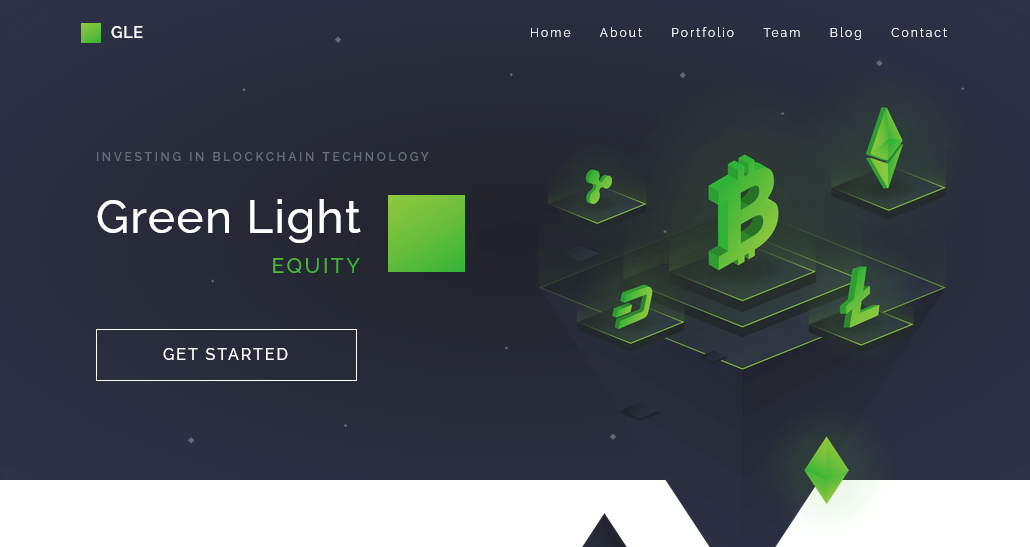 GLE
Home About Portfolio Team Blog Contact
INVESTING IN BLOCKCHAIN TECHNOLOGY
Green Light
EQUITY
GET STARTED